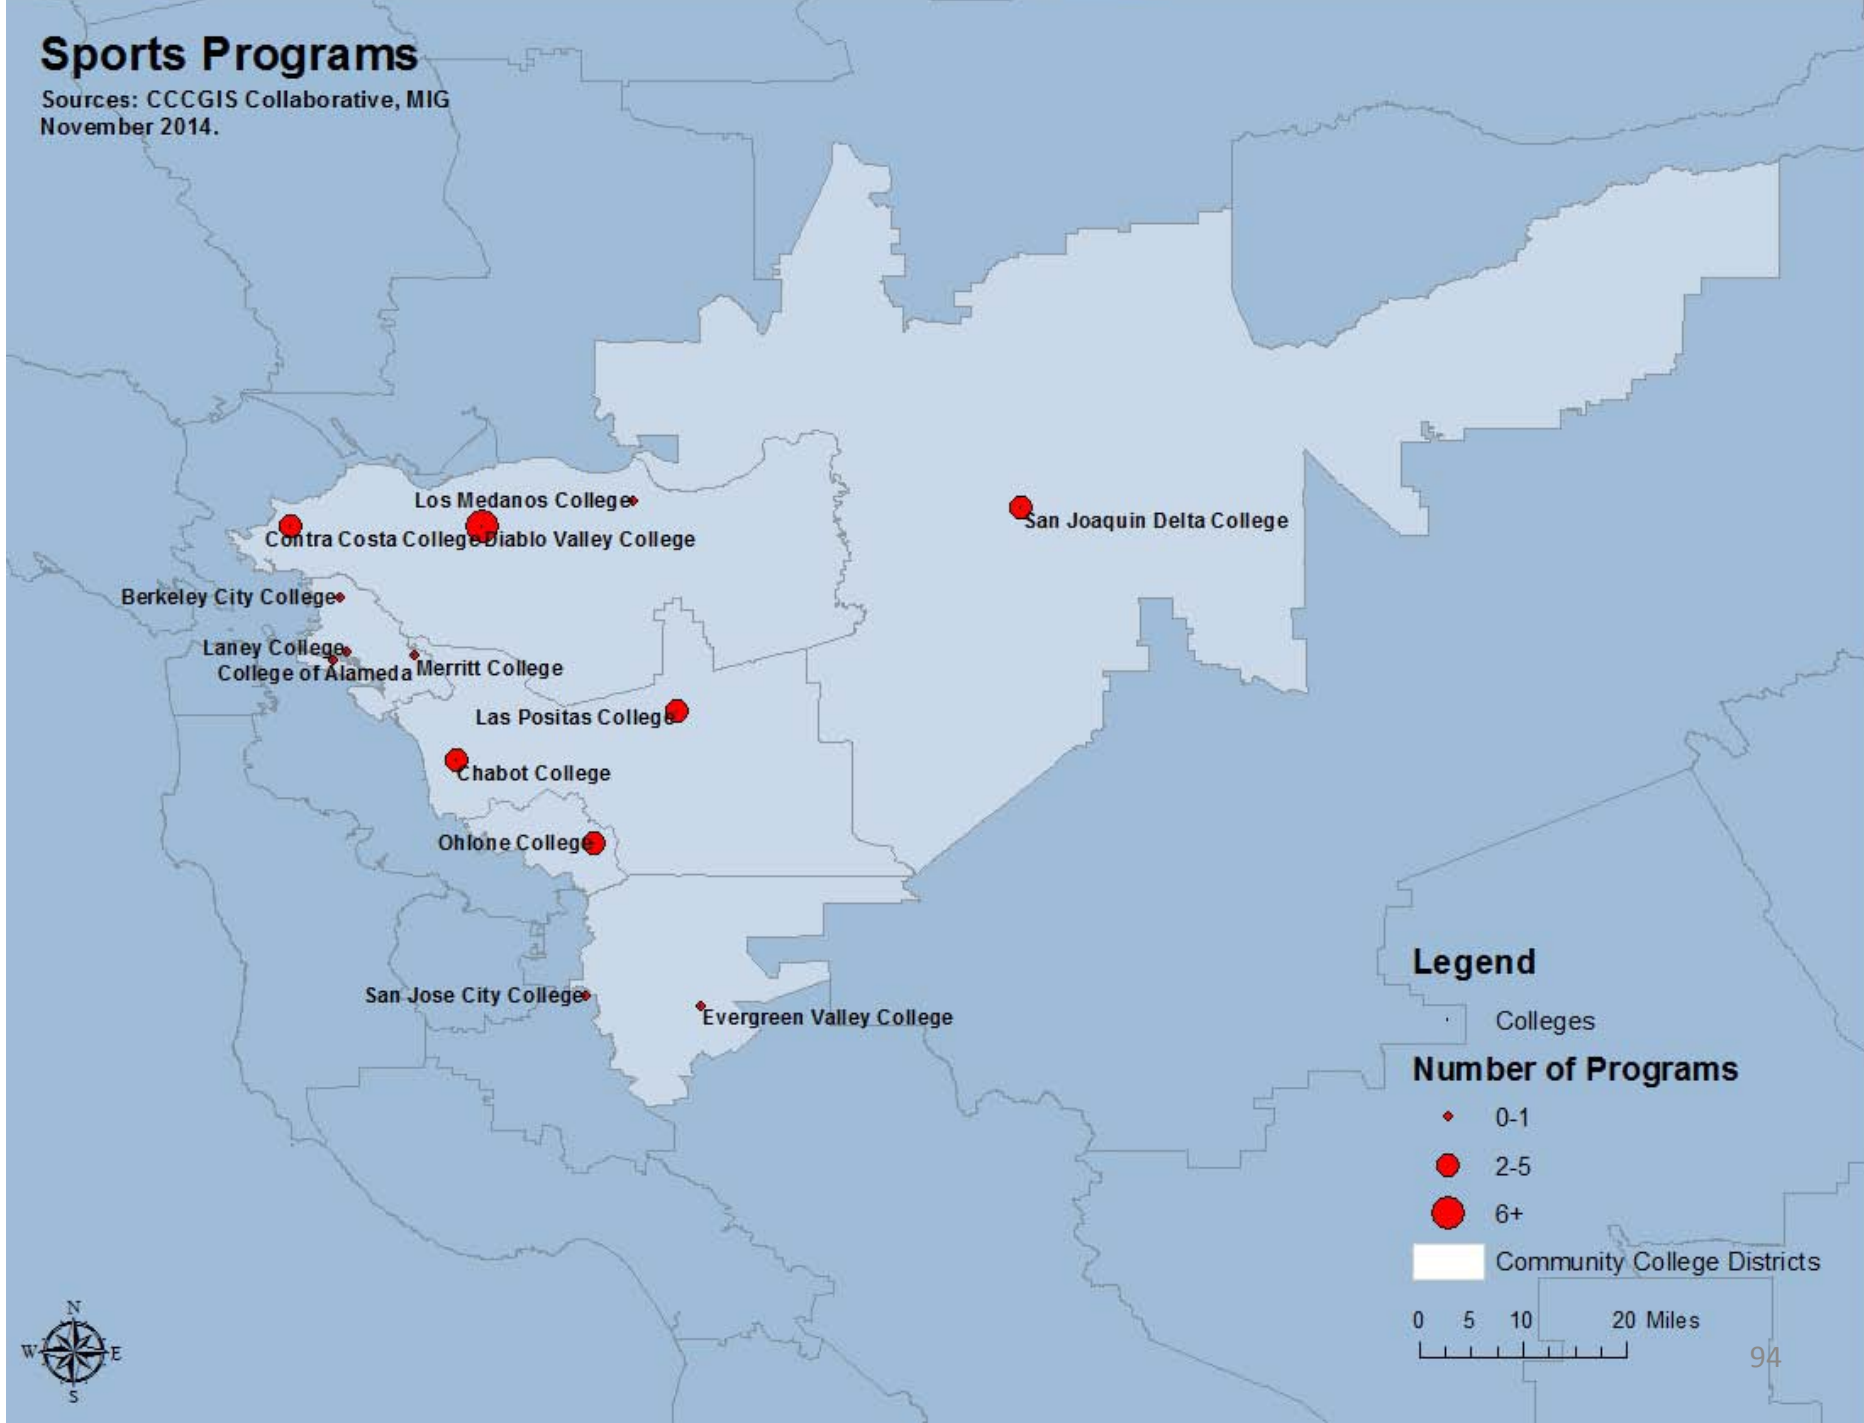 Sports Programs
Sources: CCCGIS Collaborative, MIG
November 2014.
Los Medanos College
San Joaquin Delta College
Contra Costa College
Diablo Valley College
Berkeley City College
Laney College
College of Alameda
Merritt College
Las Positas College
Chabot College
Ohlone College
San Jose City College
Evergreen Valley College
Legend
Colleges
Number of Programs
0-1
2-5
6+
Community College Districts
0 5 10 20 Miles
94
N
W E
S